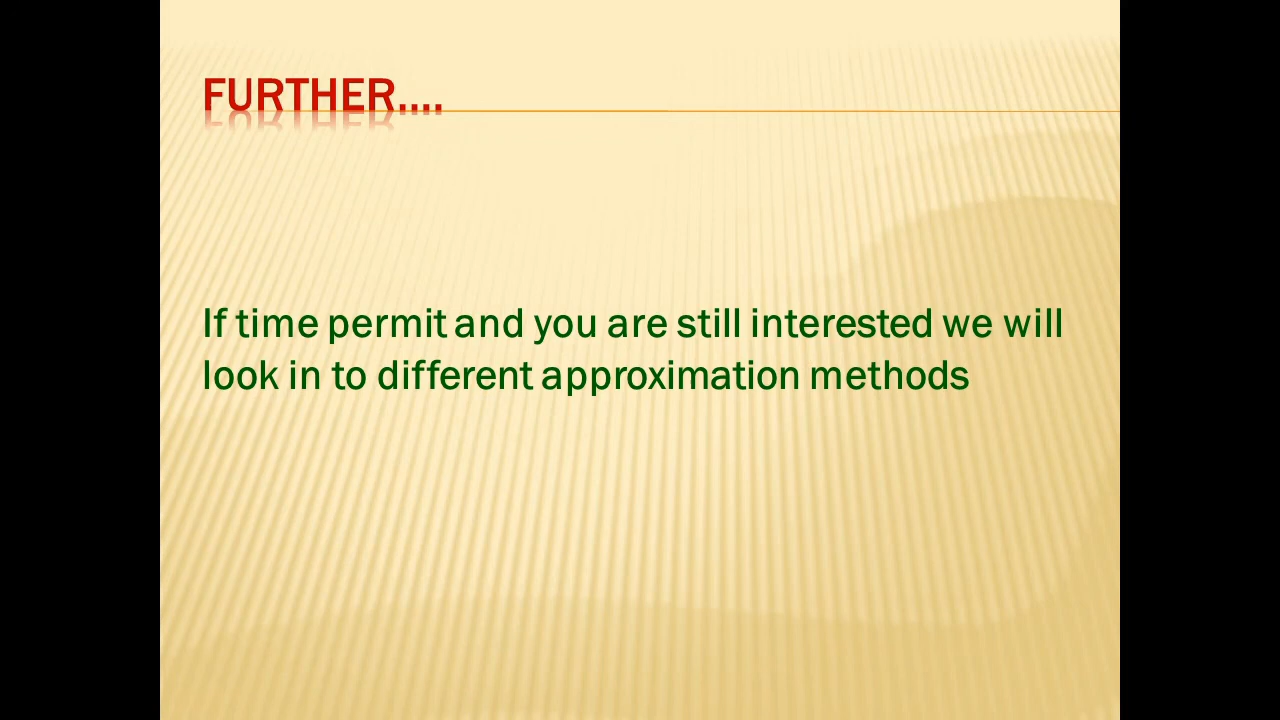 FURTHER....
If time permit and you are still interested we will
look in to different approximation methods